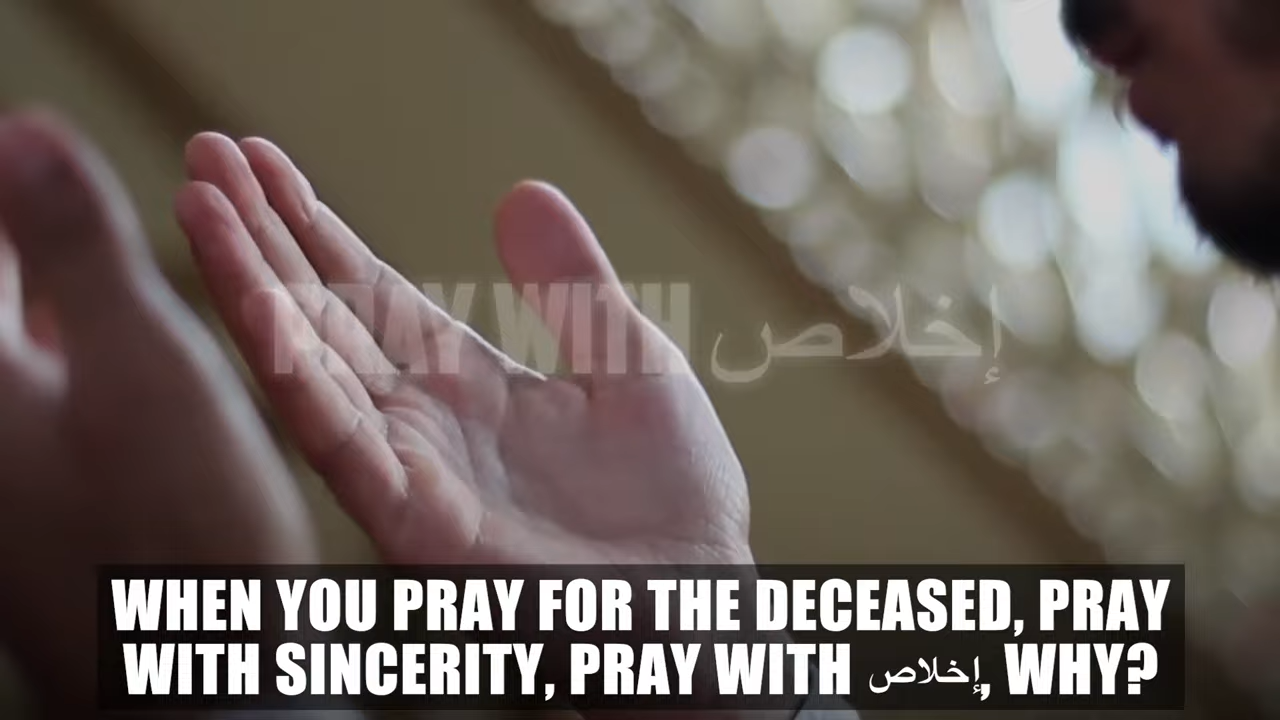 PRAY WITH إخلاص
WHEN YOU PRAY FOR THE DECEASED, PRAY
WITH SINCERITY, PRAY WITH إخلاص, WHY?